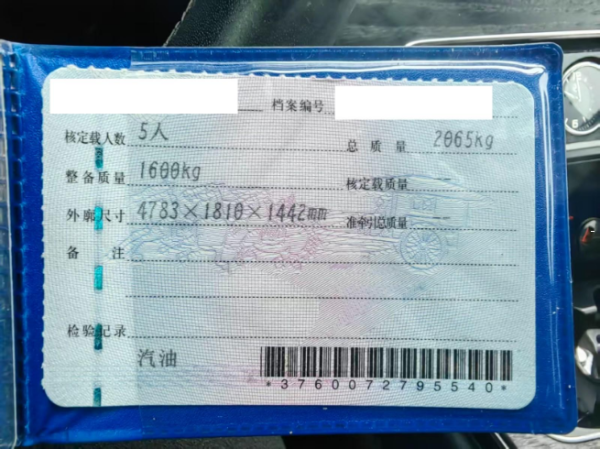 档案编号
核定载人数 5人 总质量 2065kg
整备质量 1600kg 核定载质量 --
外廓尺寸 4783×1810×1442mm 准牵引总质量 --
备注
检验记录
汽油
*3760072795540*